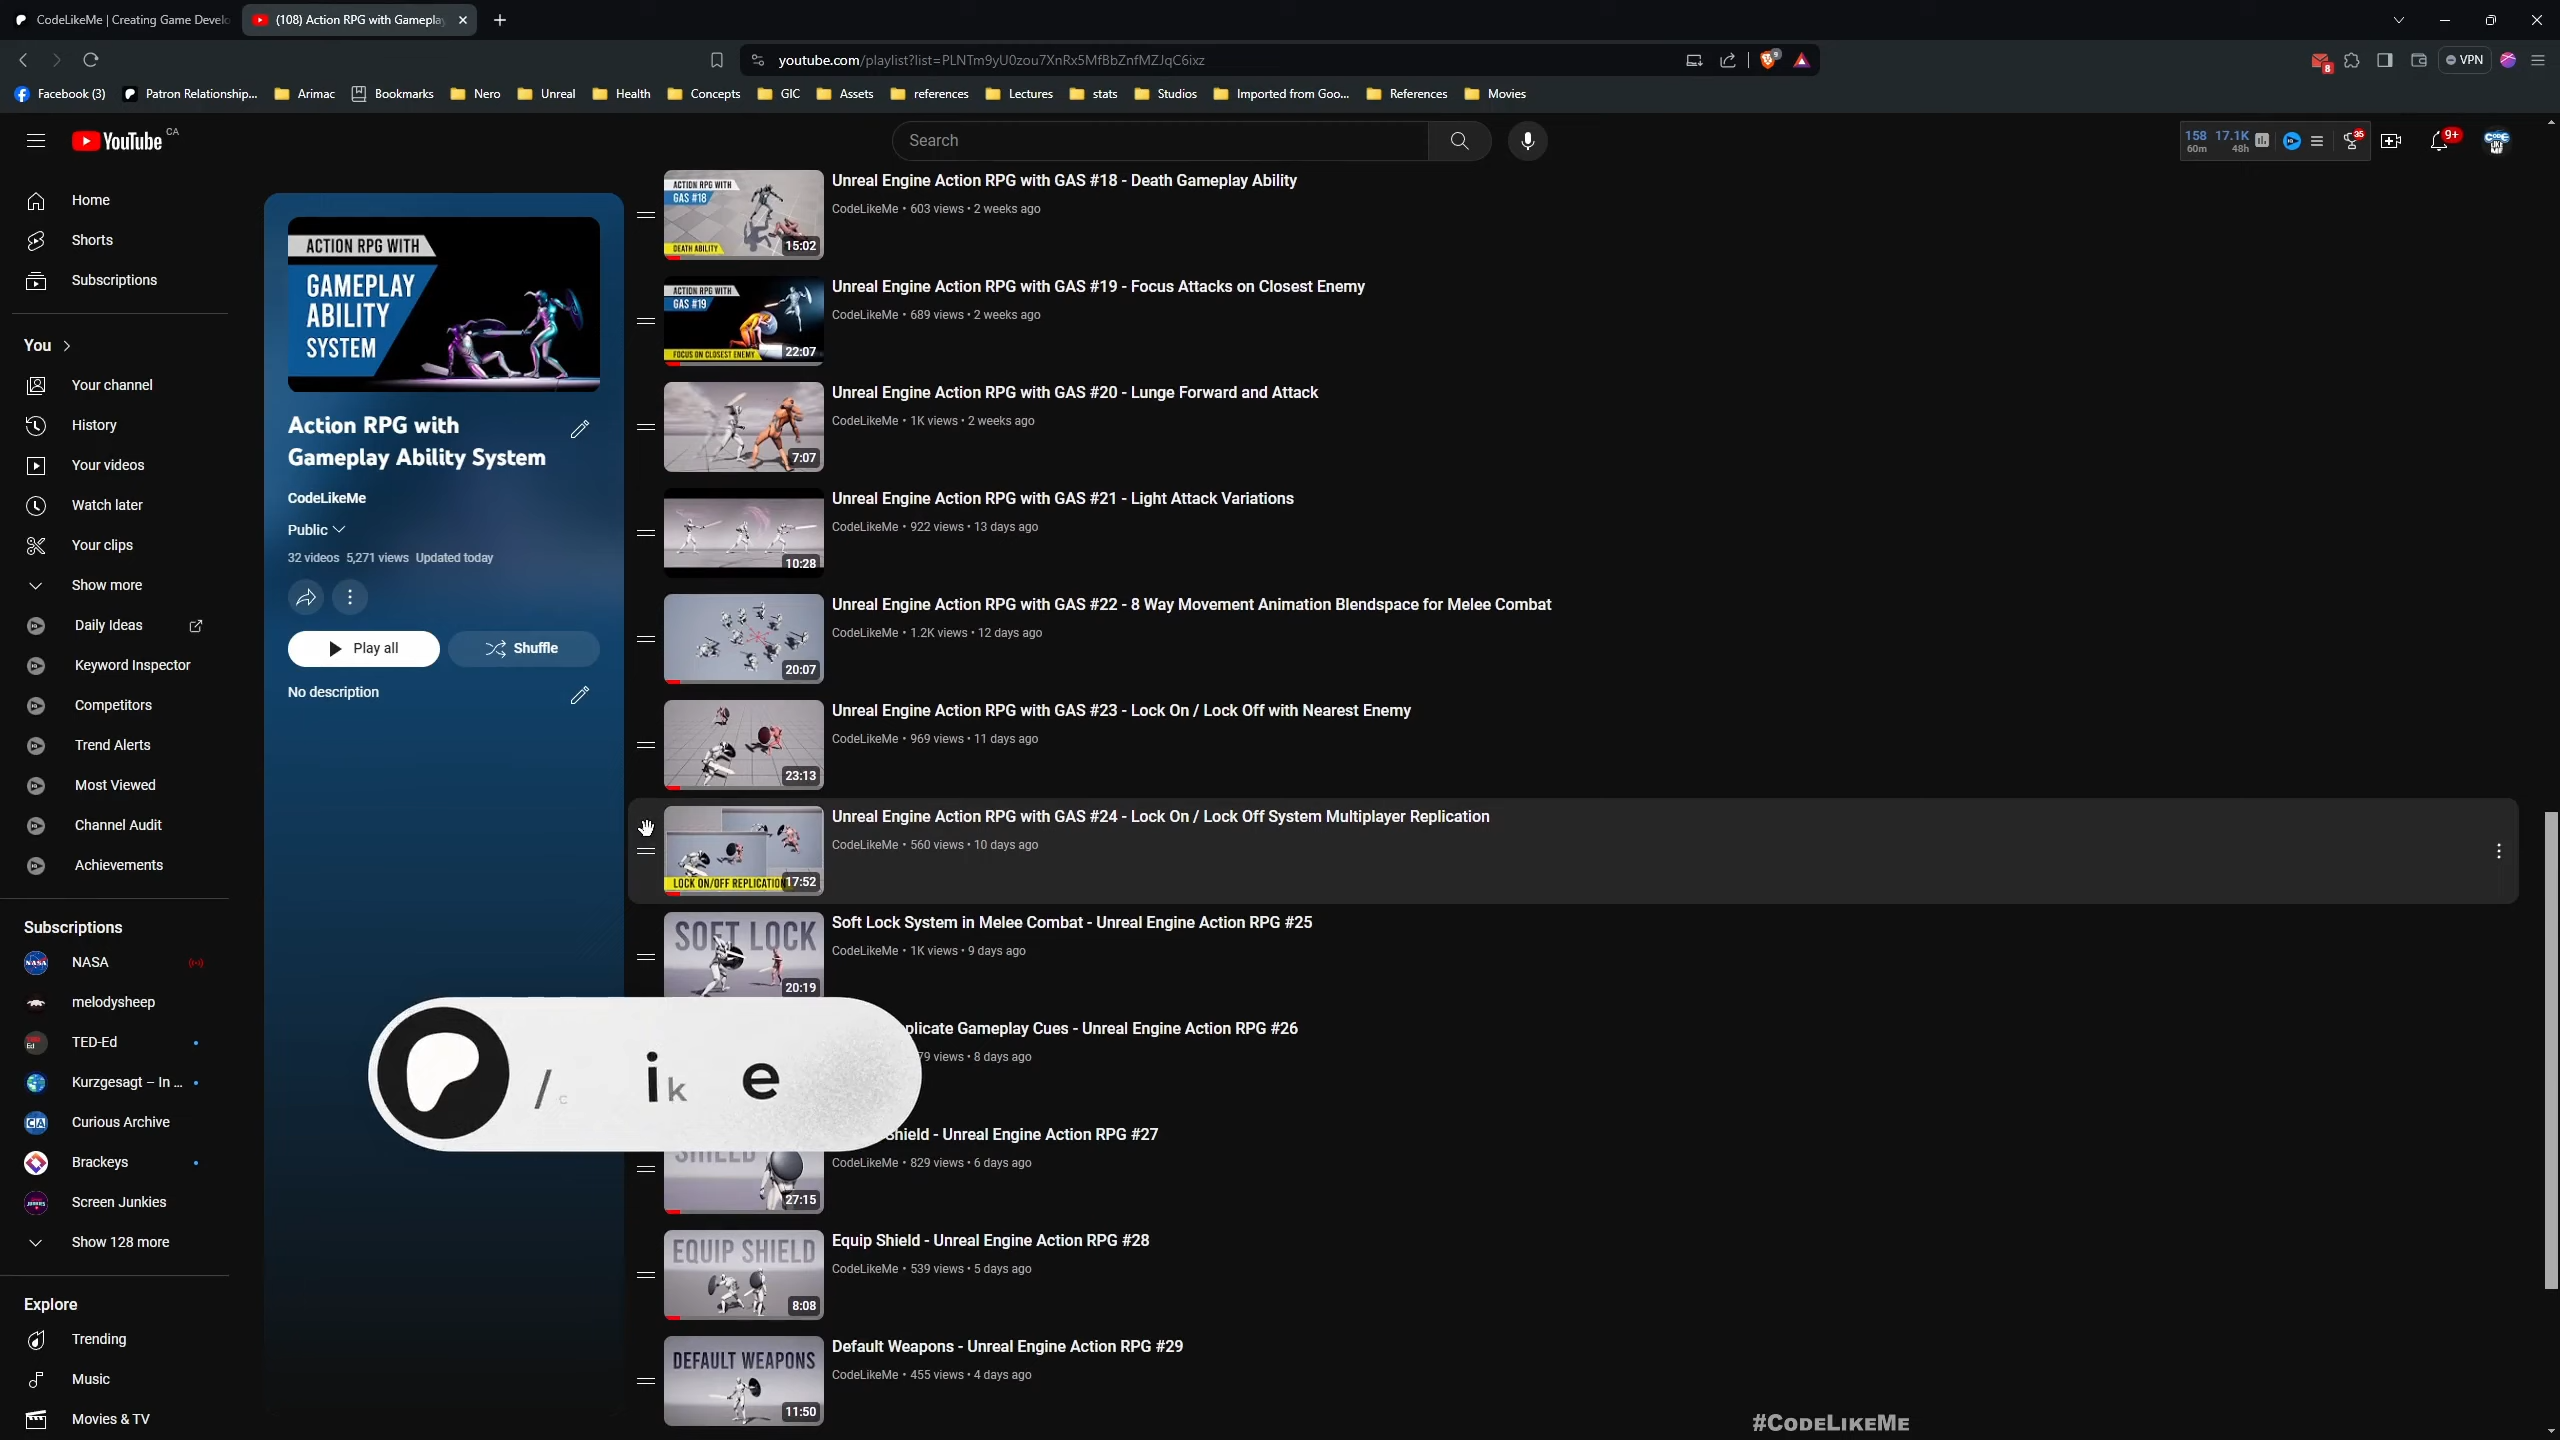 CodeLikeMe | Creating Game Develo
(108) Action RPG with Gamepla
youtube.com/playlist?list=PLNTm9yU0zou7XnRx5MfBbZnfMZJqC6ixz
9
8
VPN
Facebook (3)
Patron Relationship...
Arimac
Bookmarks
Nero
Unreal
Health
Concepts
GIC
Assets
references
Lectures
stats
Studios
Imported from Goo...
References
Movies
YouTube CA
Search
158 17.1K
60m 48h
35
9+
CODE LIKE ME
Home
Shorts
Subscriptions
You
Your channel
History
Your videos
Watch later
Your clips
Show more
Daily Ideas
Keyword Inspector
Competitors
Trend Alerts
Most Viewed
Channel Audit
Achievements
Subscriptions
NASA
melodysheep
TED-Ed
Kurzgesagt – In ...
Curious Archive
Brackeys
Screen Junkies
Show 128 more
Explore
Trending
Music
Movies & TV
ACTION RPG WITH
GAMEPLAY
ABILITY
SYSTEM
Action RPG with
Gameplay Ability System
CodeLikeMe
Public
32 videos 5,271 views Updated today
Play all
Shuffle
No description
ACTION RPG WITH
GAS #18
DEATH ABILITY
15:02
Unreal Engine Action RPG with GAS #18 - Death Gameplay Ability
CodeLikeMe • 603 views • 2 weeks ago
ACTION RPG WITH
GAS #19
FOCUS ON CLOSEST ENEMY
22:07
Unreal Engine Action RPG with GAS #19 - Focus Attacks on Closest Enemy
CodeLikeMe • 689 views • 2 weeks ago
7:07
Unreal Engine Action RPG with GAS #20 - Lunge Forward and Attack
CodeLikeMe • 1K views • 2 weeks ago
10:28
Unreal Engine Action RPG with GAS #21 - Light Attack Variations
CodeLikeMe • 922 views • 13 days ago
20:07
Unreal Engine Action RPG with GAS #22 - 8 Way Movement Animation Blendspace for Melee Combat
CodeLikeMe • 1.2K views • 12 days ago
23:13
Unreal Engine Action RPG with GAS #23 - Lock On / Lock Off with Nearest Enemy
CodeLikeMe • 969 views • 11 days ago
LOCK ON/OFF REPLICATION
17:52
Unreal Engine Action RPG with GAS #24 - Lock On / Lock Off System Multiplayer Replication
CodeLikeMe • 560 views • 10 days ago
SOFT LOCK
20:19
Soft Lock System in Melee Combat - Unreal Engine Action RPG #25
CodeLikeMe • 1K views • 9 days ago
plicate Gameplay Cues - Unreal Engine Action RPG #26
79 views • 8 days ago
/ c i k e
Shield - Unreal Engine Action RPG #27
CodeLikeMe • 829 views • 6 days ago
SHIELD
27:15
EQUIP SHIELD
8:08
Equip Shield - Unreal Engine Action RPG #28
CodeLikeMe • 539 views • 5 days ago
DEFAULT WEAPONS
11:50
Default Weapons - Unreal Engine Action RPG #29
CodeLikeMe • 455 views • 4 days ago
#CODELIKEME